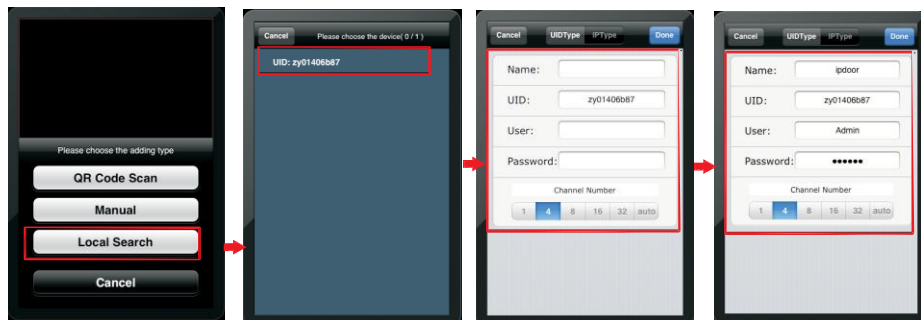 Please choose the adding type
QR Code Scan
Manual
Local Search
Cancel
Cancel Please choose the device( 0 / 1 )
UID: zy01406b87
Cancel UIDType IPType Done
Name:
UID: zy01406b87
User:
Password:
Channel Number
1 4 8 16 32 auto
Cancel UIDType IPType Done
Name: ipdoor
UID: zy01406b87
User: Admin
Password: ••••••
Channel Number
1 4 8 16 32 auto